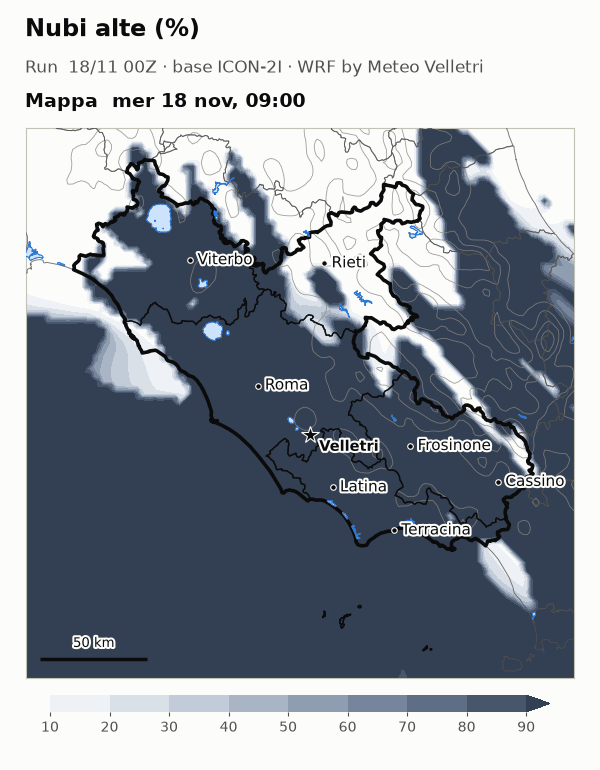 Nubi alte (%)
Run 18/11 00Z · base ICON-2I · WRF by Meteo Velletri
Mappa mer 18 nov, 09:00
Viterbo
Rieti
Roma
Velletri
Frosinone
Cassino
Latina
Terracina
50 km
10 20 30 40 50 60 70 80 90